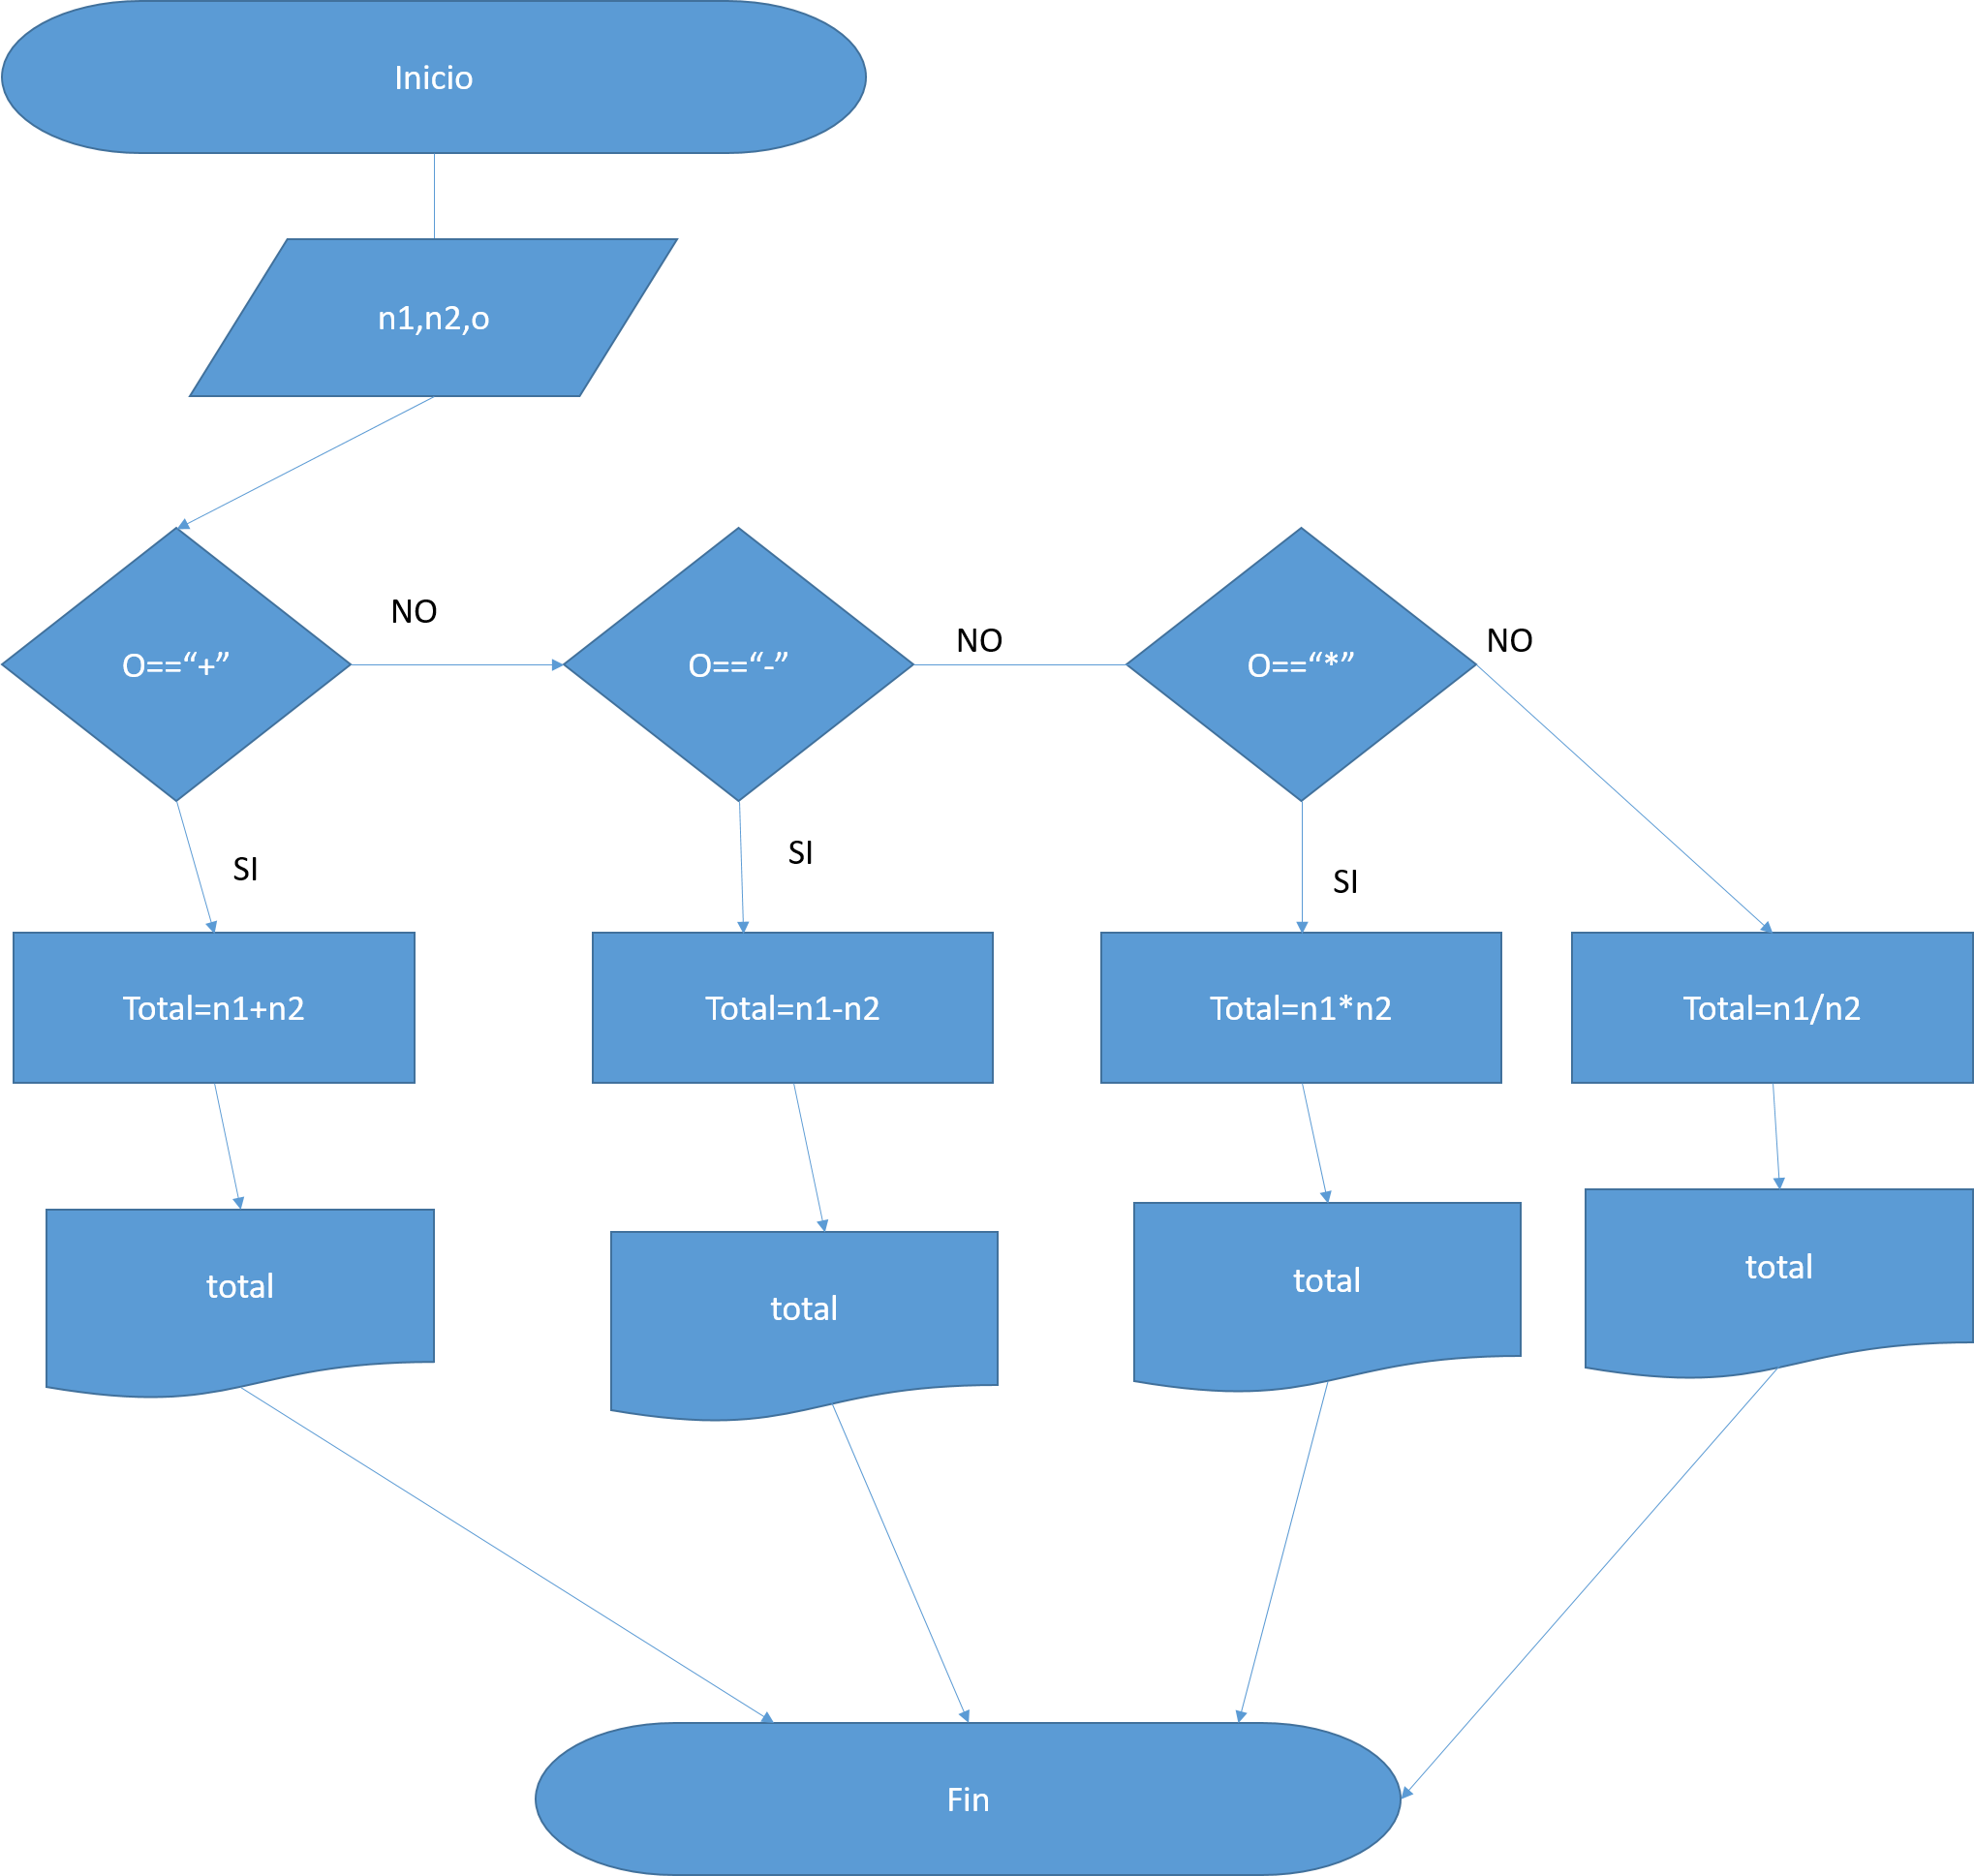 Inicio
n1,n2,o
O==“+”
NO
O==“-”
NO
O==“*”
NO
SI
SI
SI
Total=n1+n2
Total=n1-n2
Total=n1*n2
Total=n1/n2
total
total
total
total
Fin